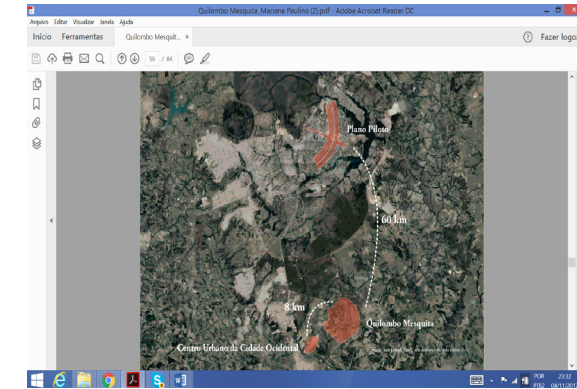 Quilombo Mesquita_Mariane Paulino (2).pdf - Adobe Acrobat Reader DC
Arquivo Editar Visualizar Janela Ajuda
Início Ferramentas Quilombo Mesquit... ×
Fazer logon
56 / 84
Plano Piloto
60 km
8 km
Quilombo Mesquita
Centro Urbano da Cidade Ocidental
POR 23:32
PTB2 04/11/201